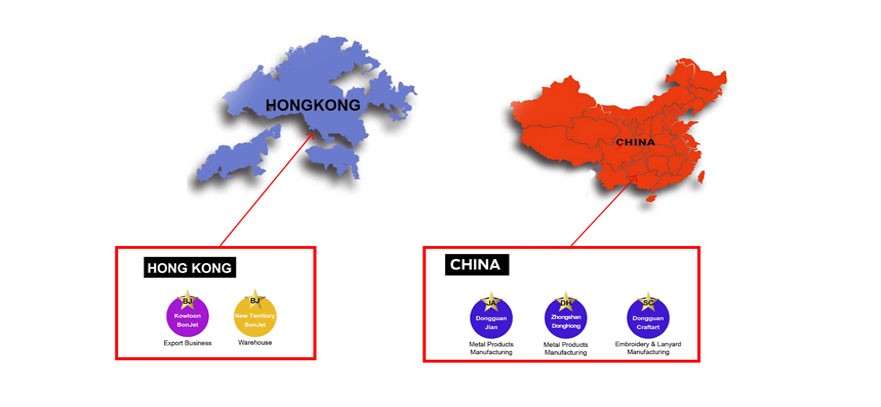 HONGKONG
CHINA
HONG KONG
BJ
Kowloon
BonJet
Export Business
BJ
New Territory
BonJet
Warehouse
CHINA
JA
Dongguan
Jian
Metal Products
Manufacturing
DH
Zhongshan
DongHong
Metal Products
Manufacturing
SC
Dongguan
Craftart
Embroidery & Lanyard
Manufacturing